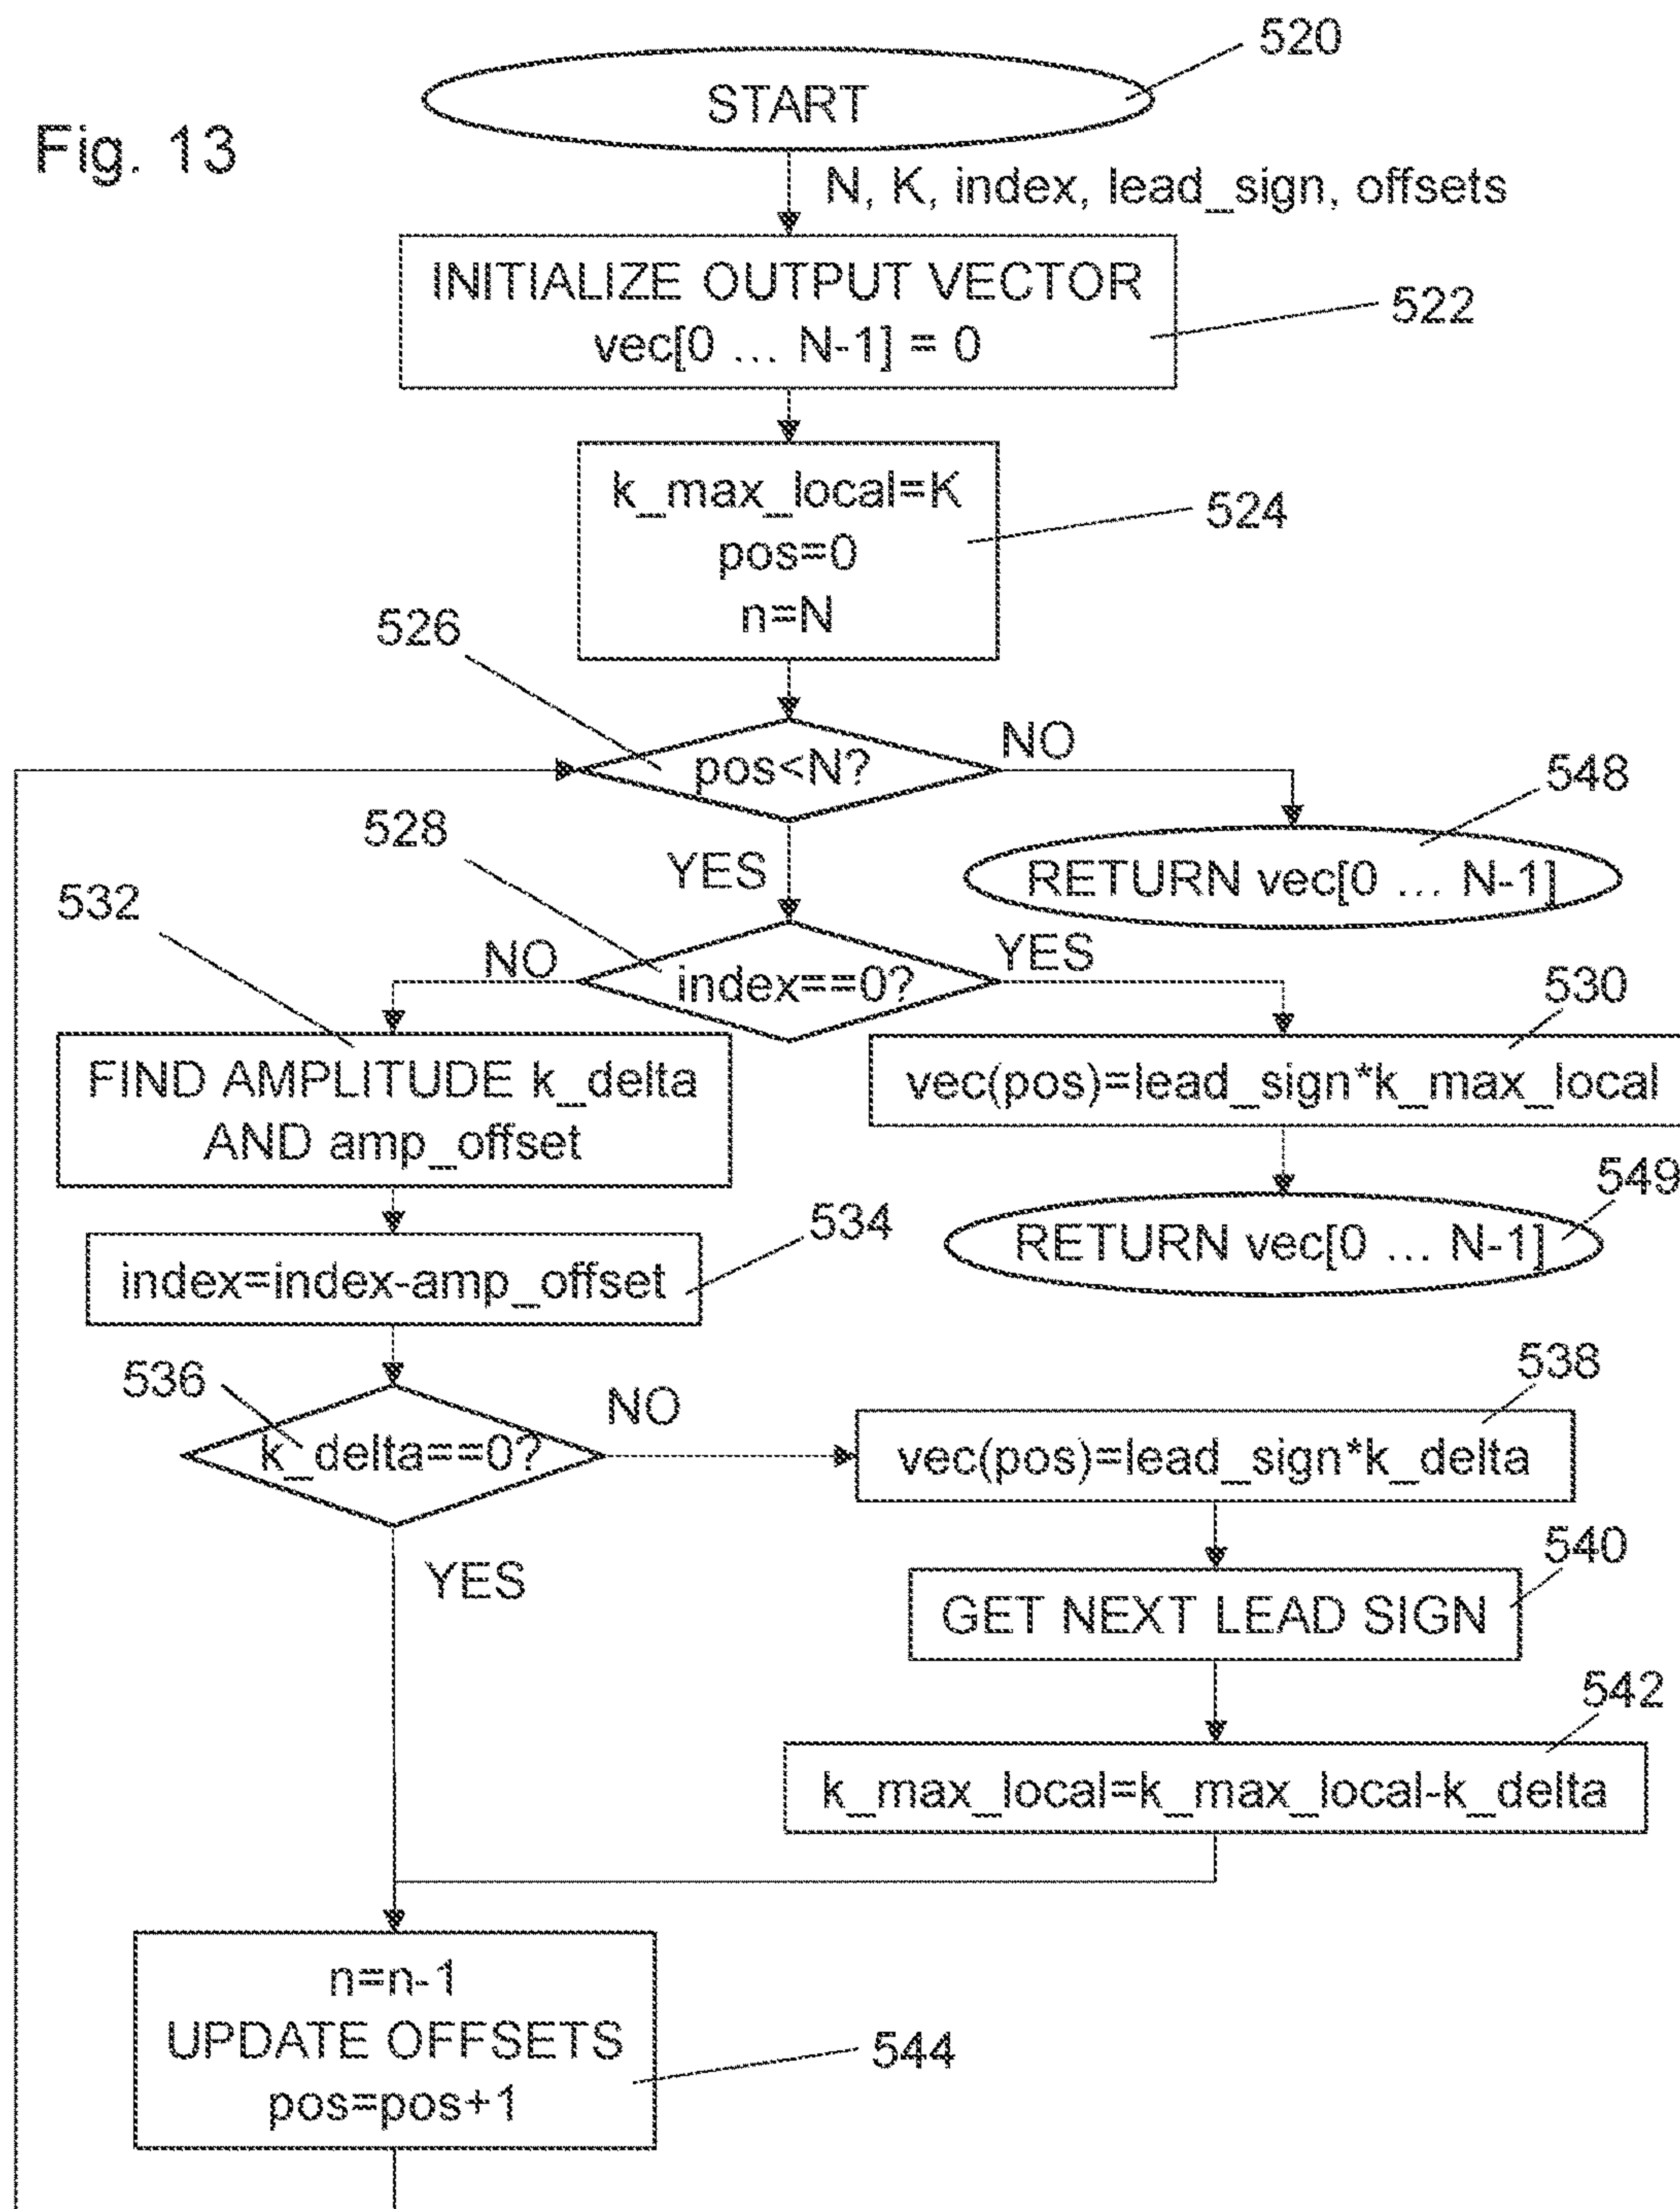 Fig. 13
START
520
N, K, index, lead_sign, offsets
INITIALIZE OUTPUT VECTOR
vec[0 ... N-1] = 0
522
k_max_local=K
pos=0
n=N
524
526
pos<N?
NO
548
RETURN vec[0 ... N-1]
YES
528
index==0?
NO
YES
532
530
FIND AMPLITUDE k_delta
AND amp_offset
vec(pos)=lead_sign*k_max_local
549
RETURN vec[0 ... N-1]
534
index=index-amp_offset
536
k_delta==0?
NO
538
vec(pos)=lead_sign*k_delta
YES
540
GET NEXT LEAD SIGN
542
k_max_local=k_max_local-k_delta
n=n-1
UPDATE OFFSETS
pos=pos+1
544